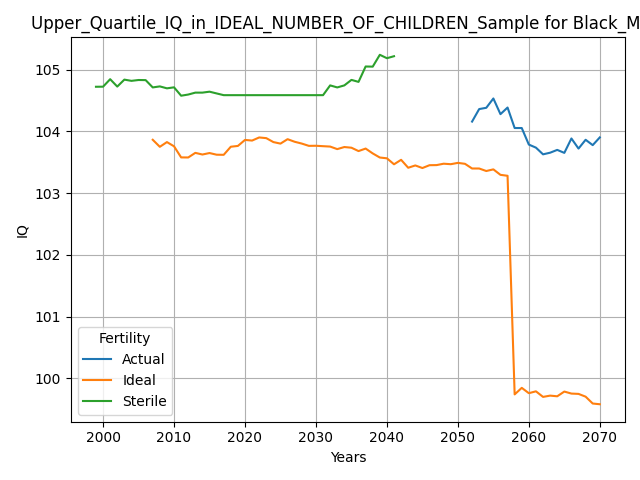 Upper_Quartile_IQ_in_IDEAL_NUMBER_OF_CHILDREN_Sample for Black_M
105
104
103
102
101
100
IQ
Fertility
Actual
Ideal
Sterile
2000 2010 2020 2030 2040 2050 2060 2070
Years